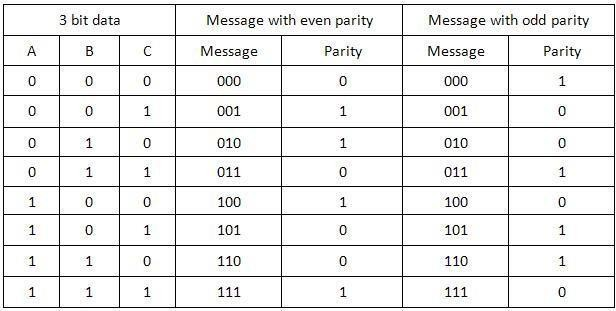 3 bit data Message with even parity Message with odd parity
A B C Message Parity Message Parity
0 0 0 000 0 000 1
0 0 1 001 1 001 0
0 1 0 010 1 010 0
0 1 1 011 0 011 1
1 0 0 100 1 100 0
1 0 1 101 0 101 1
1 1 0 110 0 110 1
1 1 1 111 1 111 0